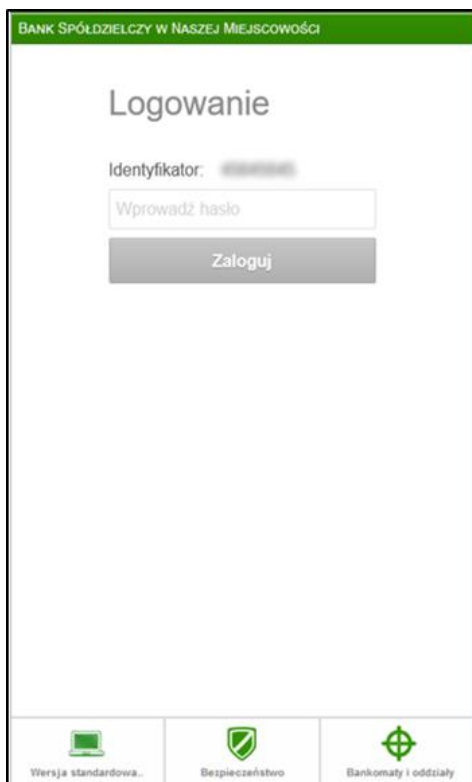 BANK SPÓŁDZIELCZY W NASZEJ MIEJSCOWOŚCI
Logowanie
Identyfikator:
Wprowadź hasło
Zaloguj
Wersja standardowa..
Bezpieczeństwo
Bankomaty i oddziały